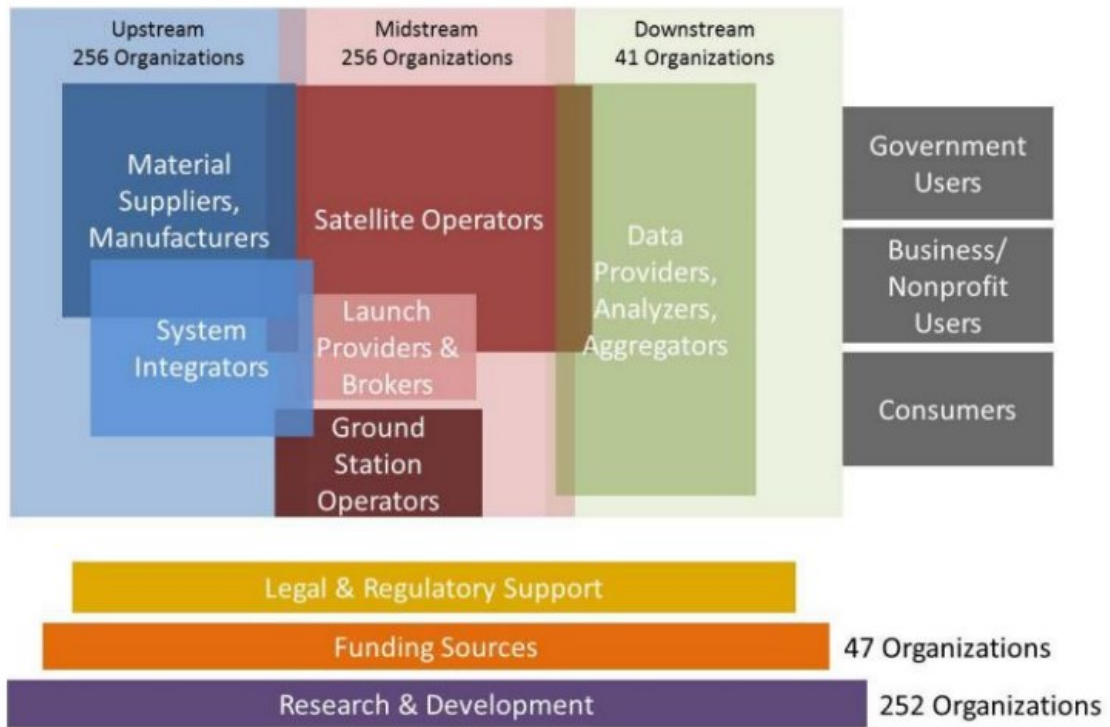 Upstream
256 Organizations
Midstream
256 Organizations
Downstream
41 Organizations
Material
Suppliers,
Manufacturers
Satellite Operators
Data
Providers,
Analyzers,
Aggregators
System
Integrators
Launch
Providers &
Brokers
Ground
Station
Operators
Government
Users
Business/
Nonprofit
Users
Consumers
Legal & Regulatory Support
Funding Sources
47 Organizations
Research & Development
252 Organizations